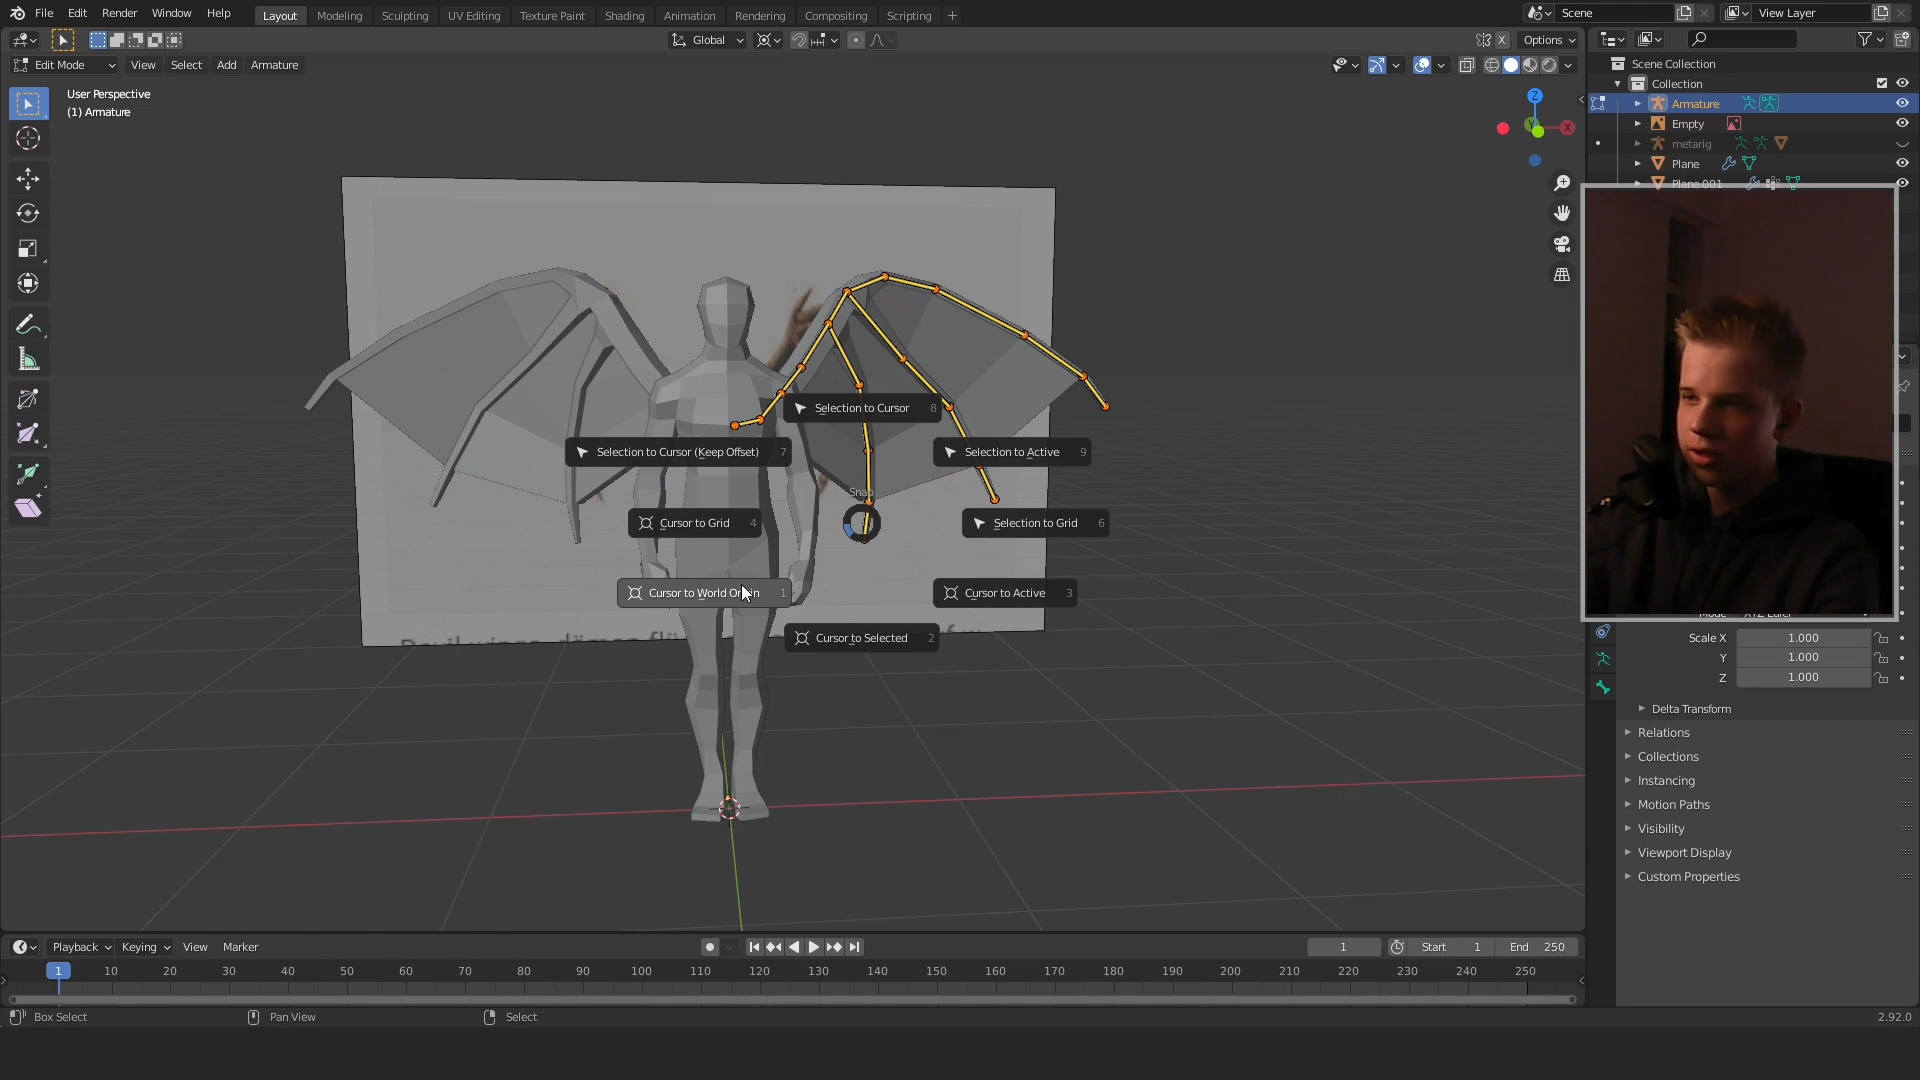 File Edit Render Window Help Layout Modeling Sculpting UV Editing Texture Paint Shading Animation Rendering Compositing Scripting + Scene View Layer
Global X Options
Edit Mode View Select Add Armature
User Perspective
(1) Armature
Scene Collection
Collection
Armature
Empty
metarig
Plane
Plane.001
Z
Y
X
Selection to Cursor 8
Selection to Cursor (Keep Offset) 7
Selection to Active 9
Snap
Cursor to Grid 4
Selection to Grid 6
Cursor to World Origin 1
Cursor to Active 3
Cursor to Selected 2
Scale X 1.000
Y 1.000
Z 1.000
Delta Transform
Relations
Collections
Instancing
Motion Paths
Visibility
Viewport Display
Custom Properties
Playback Keying View Marker 1 Start 1 End 250
1 10 20 30 40 50 60 70 80 90 100 110 120 130 140 150 160 170 180 190 200 210 220 230 240 250
Box Select Pan View Select 2.92.0